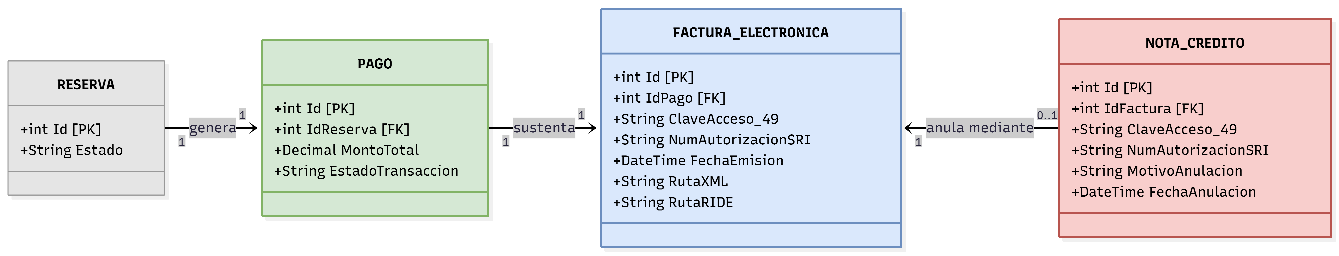 RESERVA
+int Id [PK]
+String Estado
1
genera
1
PAGO
+int Id [PK]
+int IdReserva [FK]
+Decimal MontoTotal
+String EstadoTransaccion
1
sustenta
1
FACTURA_ELECTRONICA
+int Id [PK]
+int IdPago [FK]
+String ClaveAcceso_49
+String NumAutorizacionSRI
+DateTime FechaEmision
+String RutaXML
+String RutaRIDE
1
anula mediante
0..1
NOTA_CREDITO
+int Id [PK]
+int IdFactura [FK]
+String ClaveAcceso_49
+String NumAutorizacionSRI
+String MotivoAnulacion
+DateTime FechaAnulacion